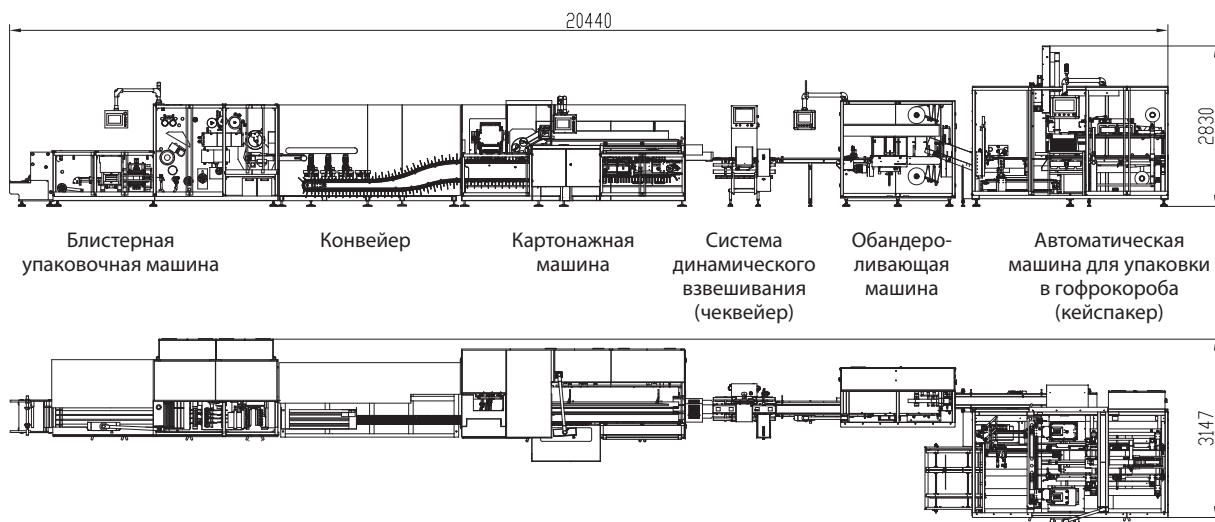 20440
2830
Блистерная
упаковочная машина
Конвейер
Картонажная
машина
Система
динамического
взвешивания
(чеквейер)
Обандеро-
ливающая
машина
Автоматическая
машина для упаковки
в гофрокороба
(кейспакер)
3147